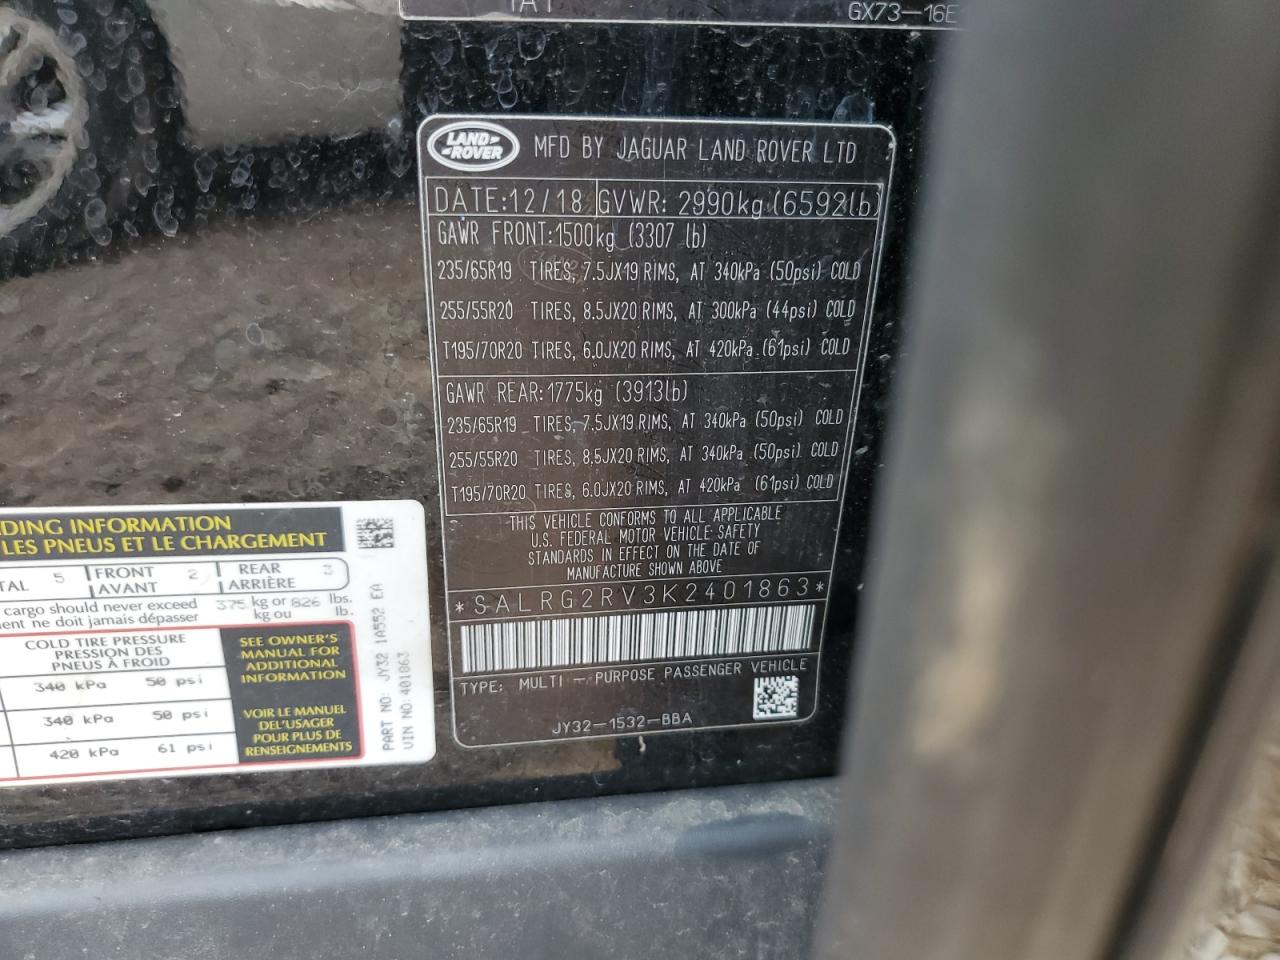 GX73-16E
LAND-
-ROVER
MFD BY JAGUAR LAND ROVER LTD
DATE:12/18 GVWR: 2990kg (6592lb)
GAWR FRONT:1500kg (3307 lb)
235/65R19 TIRES, 7.5JX19 RIMS, AT 340kPa (50psi) COLD
255/55R20 TIRES, 8.5JX20 RIMS, AT 300kPa (44psi) COLD
T195/70R20 TIRES, 6.0JX20 RIMS, AT 420kPa (61psi) COLD
GAWR REAR:1775kg (3913lb)
235/65R19 TIRES, 7.5JX19 RIMS, AT 340kPa (50psi) COLD
255/55R20 TIRES, 8.5JX20 RIMS, AT 340kPa (50psi) COLD
T195/70R20 TIRES, 6.0JX20 RIMS, AT 420kPa (61psi) COLD
THIS VEHICLE CONFORMS TO ALL APPLICABLE
U.S. FEDERAL MOTOR VEHICLE SAFETY
STANDARDS IN EFFECT ON THE DATE OF
MANUFACTURE SHOWN ABOVE
*SALRG2RV3K2401863*
TYPE: MULTI - PURPOSE PASSENGER VEHICLE
JY32-1532-BBA
DING INFORMATION
LES PNEUS ET LE CHARGEMENT
TAL 5 FRONT 2 REAR 3
AVANT ARRIÈRE
cargo should never exceed 375 kg or 826 lbs.
ment ne doit jamais dépasser kg ou lb.
COLD TIRE PRESSURE
PRESSION DES
PNEUS À FROID
340 kPa 50 psi
340 kPa 50 psi
420 kPa 61 psi
SEE OWNER'S
MANUAL FOR
ADDITIONAL
INFORMATION
VOIR LE MANUEL
DEL'USAGER
POUR PLUS DE
RENSEIGNEMENTS
PART NO: JY32 1A552 EA
VIN NO: 401863